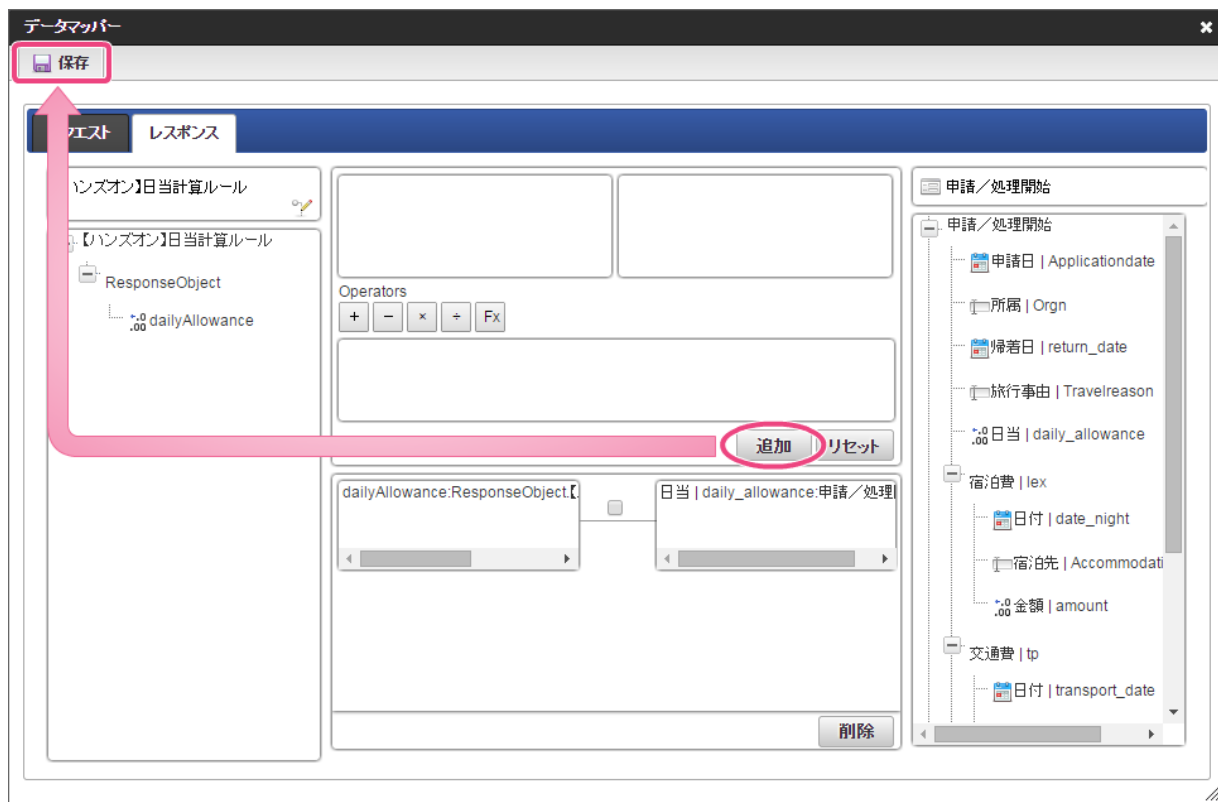 データマッパー
保存
クエスト
レスポンス
ハンズオン】日当計算ルール
【ハンズオン】日当計算ルール
ResponseObject
dailyAllowance
Operators
+ − × ÷ Fx
追加
リセット
dailyAllowance:ResponseObject.【.
日当 | daily_allowance:申請／処理
削除
申請／処理開始
申請／処理開始
申請日 | Applicationdate
所属 | Orgn
帰着日 | return_date
旅行事由 | Travelreason
日当 | daily_allowance
宿泊費 | lex
日付 | date_night
宿泊先 | Accommodati
金額 | amount
交通費 | tp
日付 | transport_date